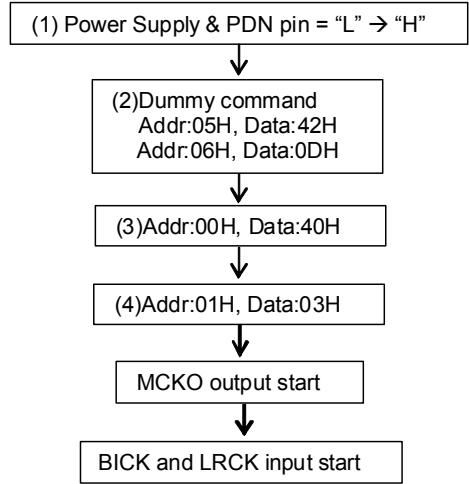 (1) Power Supply & PDN pin = “L” → “H”
(2)Dummy command
Addr:05H, Data:42H
Addr:06H, Data:0DH
(3)Addr:00H, Data:40H
(4)Addr:01H, Data:03H
MCKO output start
BICK and LRCK input start